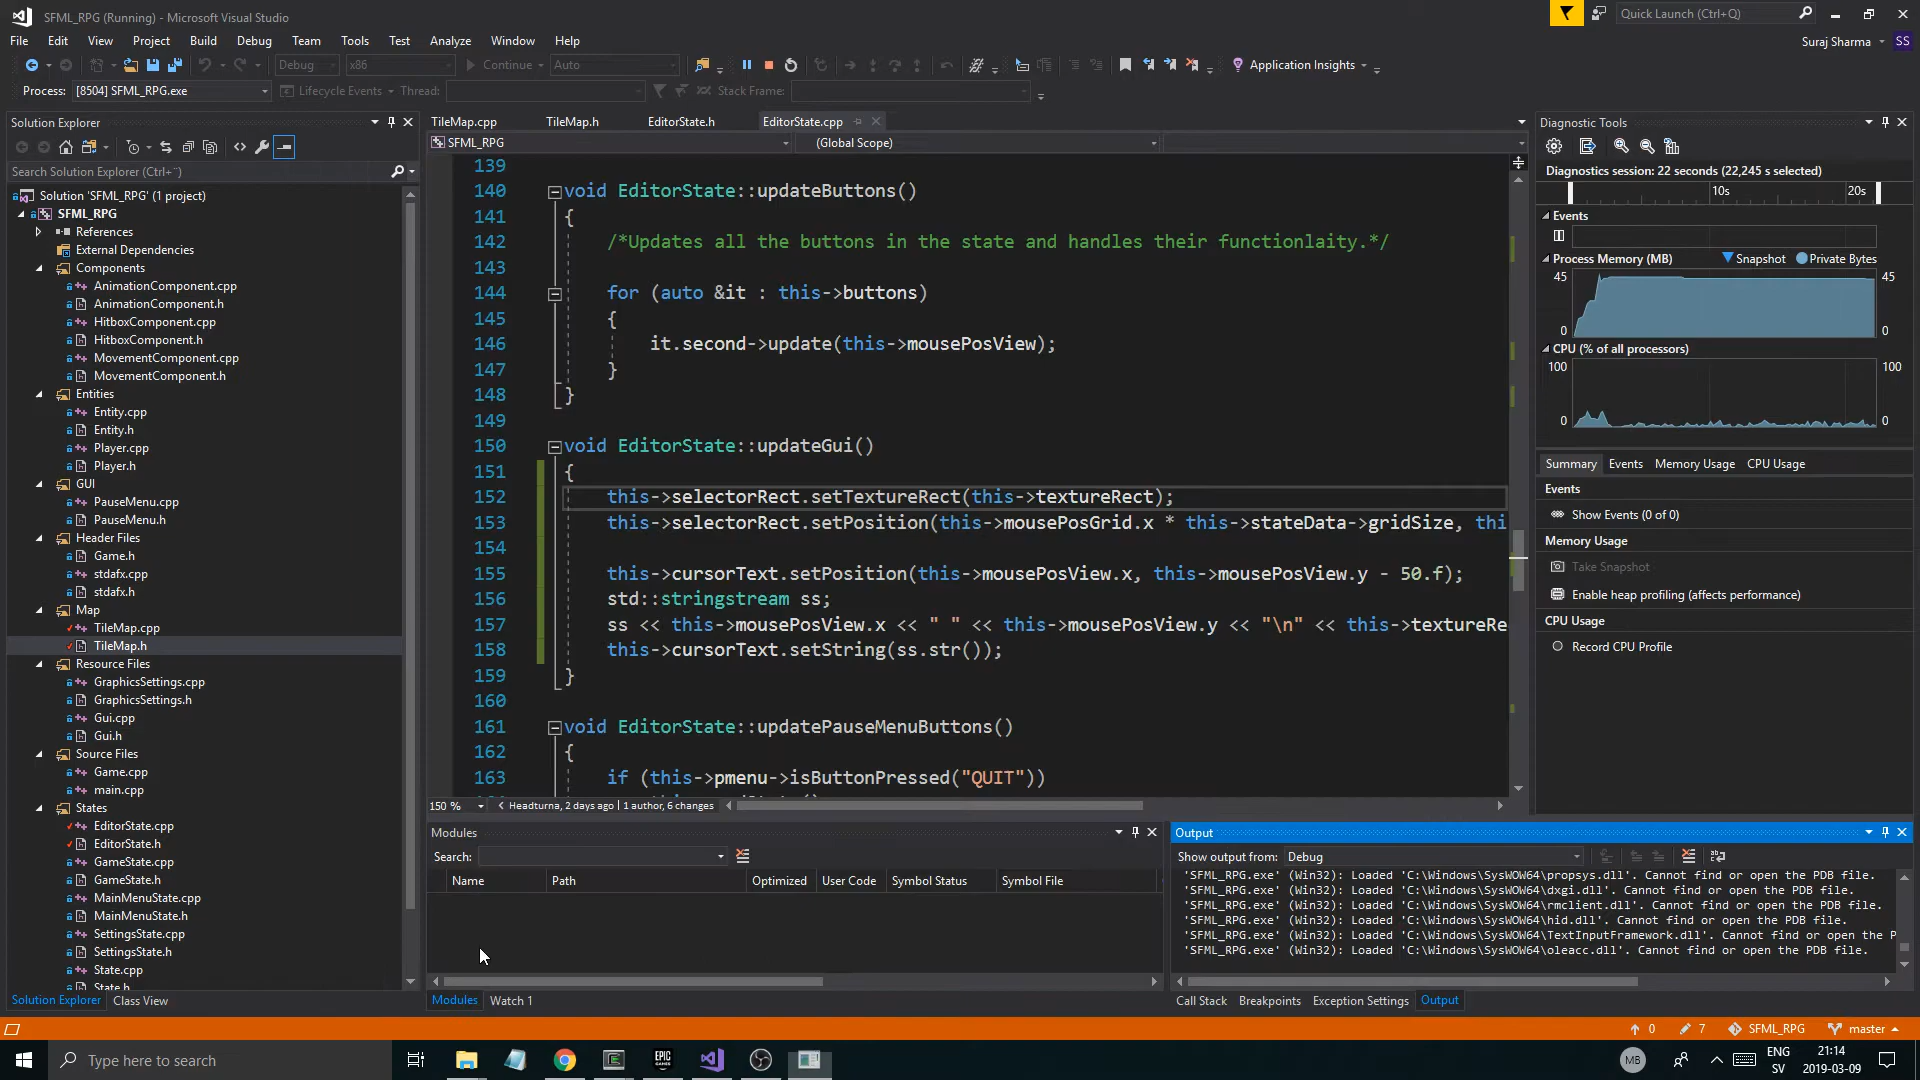 SFML_RPG (Running) - Microsoft Visual Studio
Quick Launch (Ctrl+Q)
File Edit View Project Build Debug Team Tools Test Analyze Window Help
Suraj Sharma SS
Debug x86 Continue Auto Application Insights
Process: [8504] SFML_RPG.exe Lifecycle Events Thread: Stack Frame:
Solution Explorer
Search Solution Explorer (Ctrl+¨)
Solution 'SFML_RPG' (1 project)
SFML_RPG
References
External Dependencies
Components
AnimationComponent.cpp
AnimationComponent.h
HitboxComponent.cpp
HitboxComponent.h
MovementComponent.cpp
MovementComponent.h
Entities
Entity.cpp
Entity.h
Player.cpp
Player.h
GUI
PauseMenu.cpp
PauseMenu.h
Header Files
Game.h
stdafx.cpp
stdafx.h
Map
TileMap.cpp
TileMap.h
Resource Files
GraphicsSettings.cpp
GraphicsSettings.h
Gui.cpp
Gui.h
Source Files
Game.cpp
main.cpp
States
EditorState.cpp
EditorState.h
GameState.cpp
GameState.h
MainMenuState.cpp
MainMenuState.h
SettingsState.cpp
SettingsState.h
State.cpp
State.h
Solution Explorer Class View
TileMap.cpp TileMap.h EditorState.h EditorState.cpp
SFML_RPG (Global Scope)
139
140 void EditorState::updateButtons()
141 {
142 /*Updates all the buttons in the state and handles their functionlaity.*/
143
144 for (auto &it : this->buttons)
145 {
146 it.second->update(this->mousePosView);
147 }
148 }
149
150 void EditorState::updateGui()
151 {
152 this->selectorRect.setTextureRect(this->textureRect);
153 this->selectorRect.setPosition(this->mousePosGrid.x * this->stateData->gridSize, thi
154
155 this->cursorText.setPosition(this->mousePosView.x, this->mousePosView.y - 50.f);
156 std::stringstream ss;
157 ss << this->mousePosView.x << " " << this->mousePosView.y << "\n" << this->textureRe
158 this->cursorText.setString(ss.str());
159 }
160
161 void EditorState::updatePauseMenuButtons()
162 {
163 if (this->pmenu->isButtonPressed("QUIT"))
150 % Headturna, 2 days ago | 1 author, 6 changes
Modules
Search:
Name Path Optimized User Code Symbol Status Symbol File
Modules Watch 1
Diagnostic Tools
Diagnostics session: 22 seconds (22,245 s selected)
10s 20s
Events
Process Memory (MB) Snapshot Private Bytes
45 45
0 0
CPU (% of all processors)
100 100
0 0
Summary Events Memory Usage CPU Usage
Events
Show Events (0 of 0)
Memory Usage
Take Snapshot
Enable heap profiling (affects performance)
CPU Usage
Record CPU Profile
Output
Show output from: Debug
'SFML_RPG.exe' (Win32): Loaded 'C:\Windows\SysWOW64\propsys.dll'. Cannot find or open the PDB file.
'SFML_RPG.exe' (Win32): Loaded 'C:\Windows\SysWOW64\dxgi.dll'. Cannot find or open the PDB file.
'SFML_RPG.exe' (Win32): Loaded 'C:\Windows\SysWOW64\rmclient.dll'. Cannot find or open the PDB file.
'SFML_RPG.exe' (Win32): Loaded 'C:\Windows\SysWOW64\hid.dll'. Cannot find or open the PDB file.
'SFML_RPG.exe' (Win32): Loaded 'C:\Windows\SysWOW64\TextInputFramework.dll'. Cannot find or open the P
'SFML_RPG.exe' (Win32): Loaded 'C:\Windows\SysWOW64\oleacc.dll'. Cannot find or open the PDB file.
Call Stack Breakpoints Exception Settings Output
0 7 SFML_RPG master
Type here to search
EPIC GAMES
MB
ENG
SV
21:14
2019-03-09